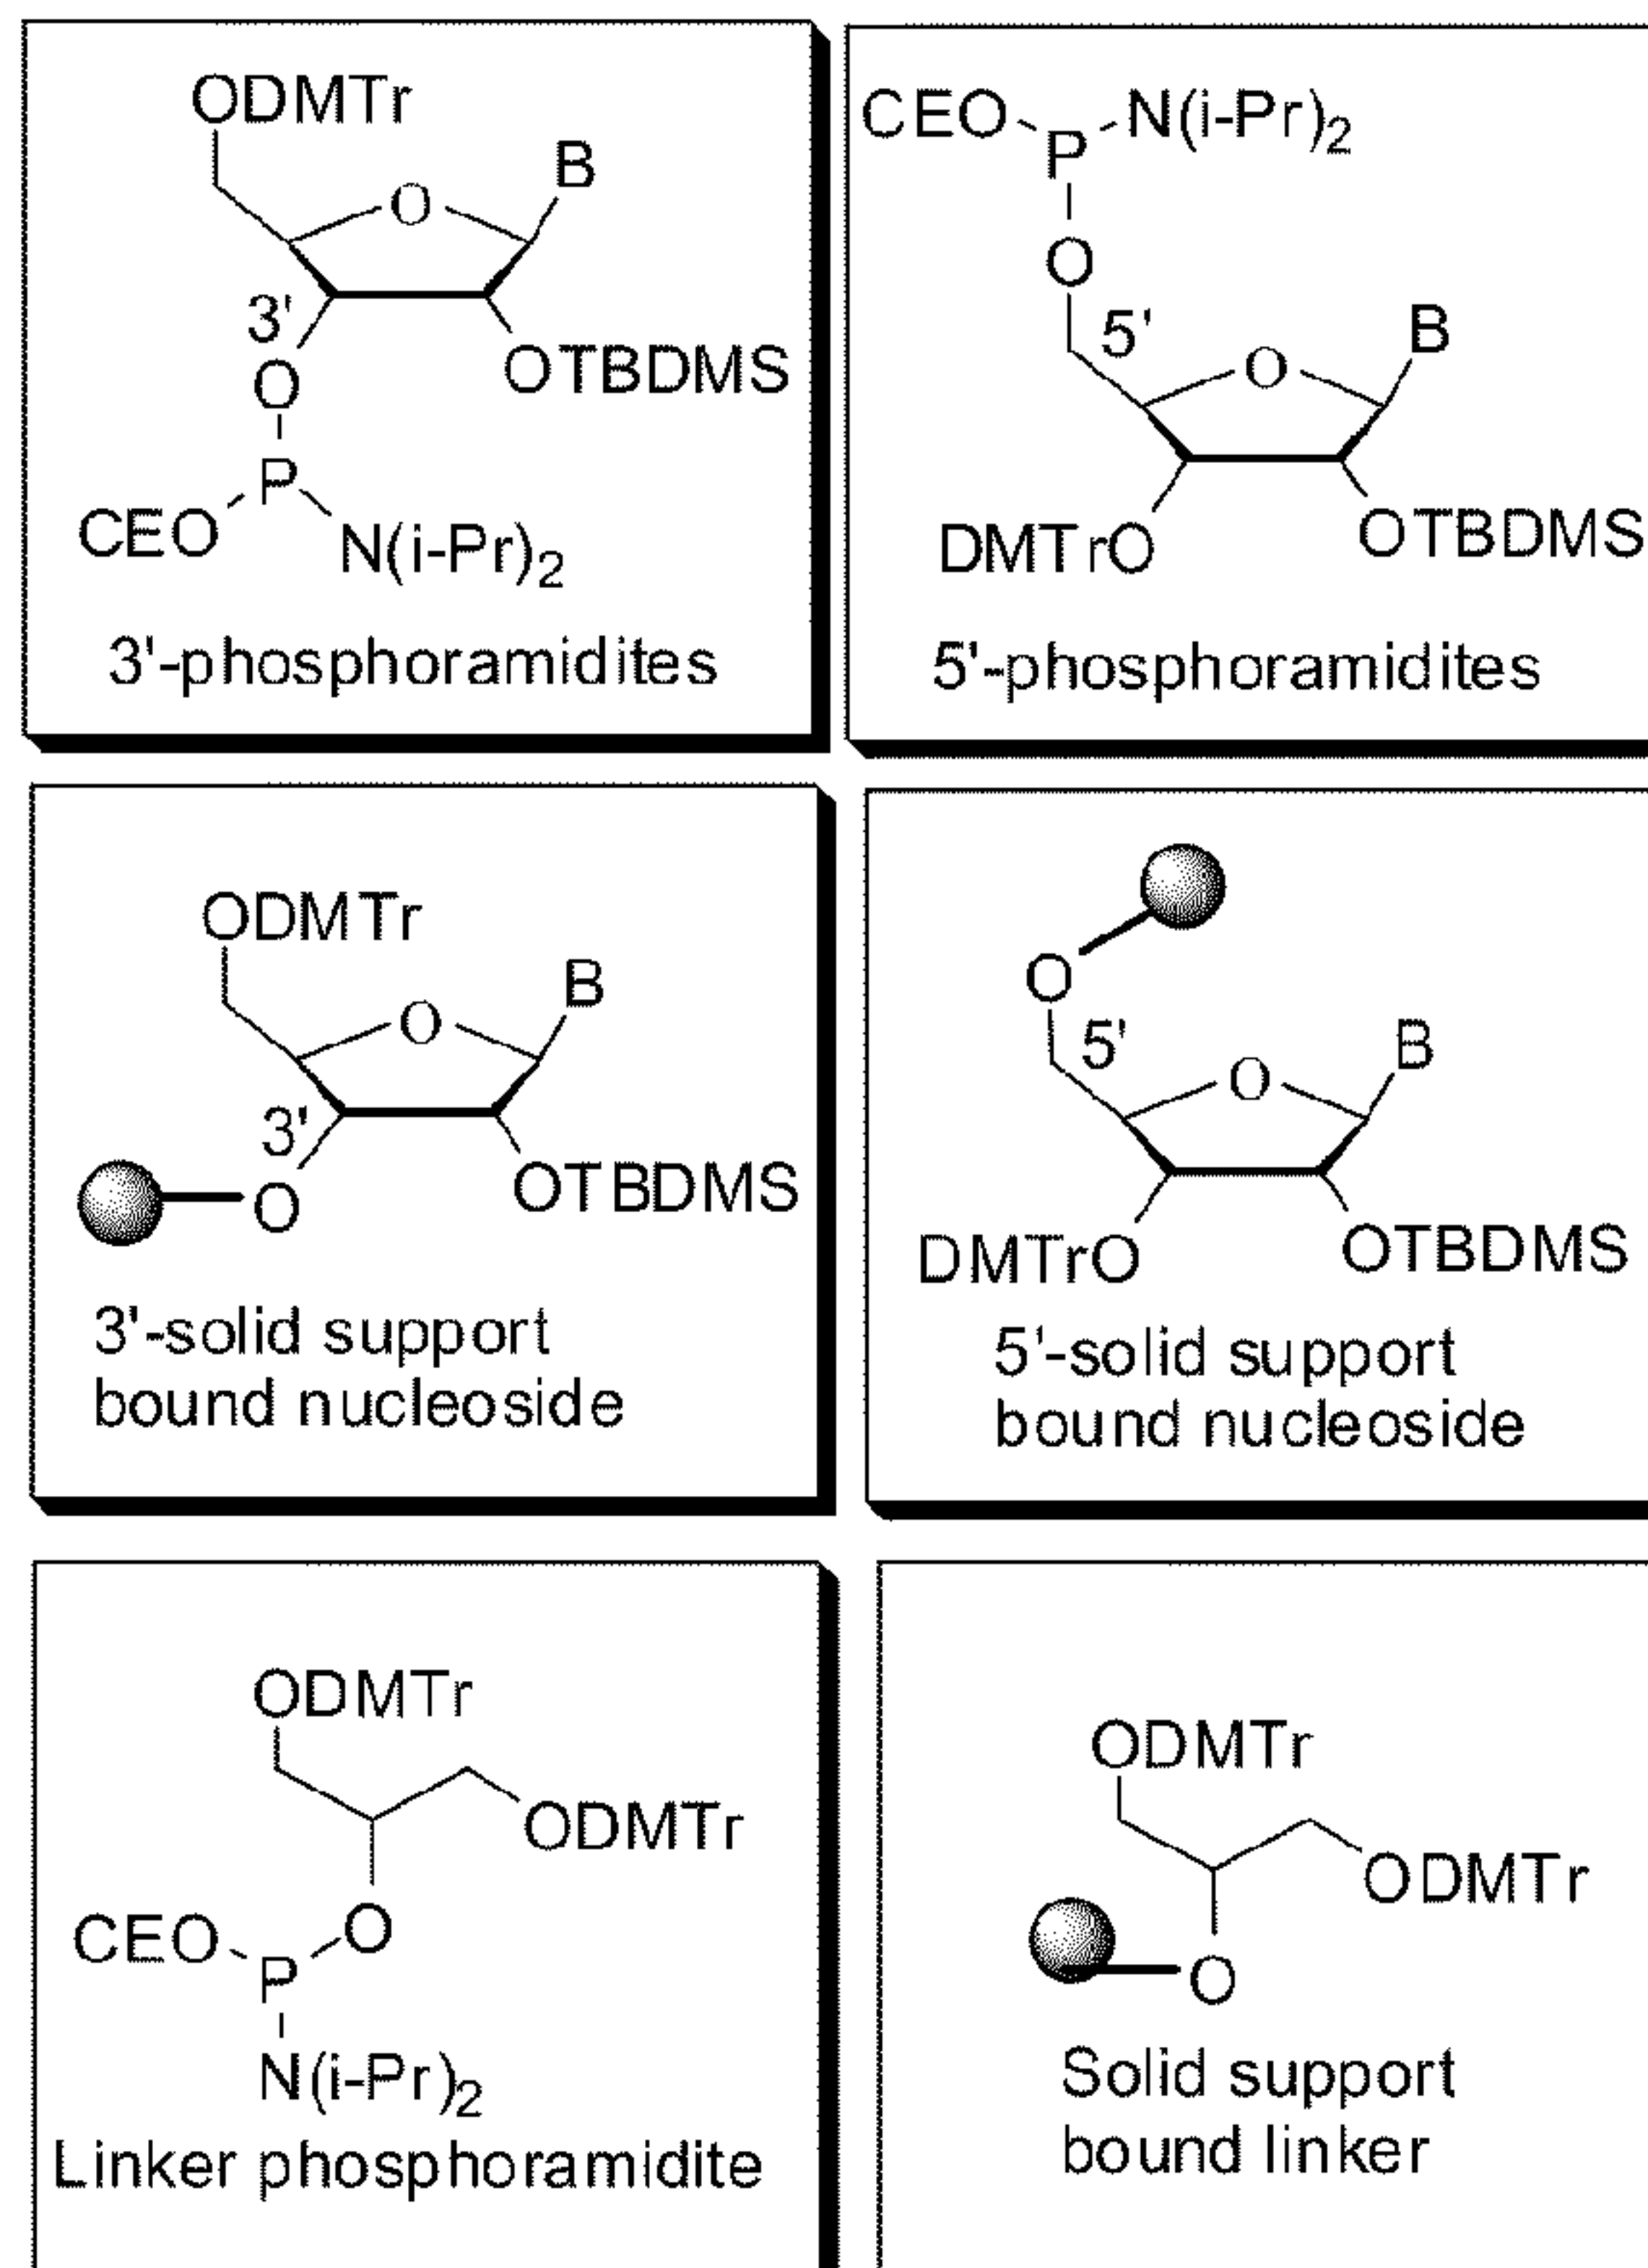 ODMTr
B
O
3'
O
OTBDMS
P
CEO
N(i-Pr)2
3'-phosphoramidites
CEO
P
N(i-Pr)2
O
5'
B
O
DMTrO
OTBDMS
5'-phosphoramidites
ODMTr
B
O
3'
O
OTBDMS
3'-solid support
bound nucleoside
O
5'
B
O
DMTrO
OTBDMS
5'-solid support
bound nucleoside
ODMTr
ODMTr
CEO
O
P
N(i-Pr)2
Linker phosphoramidite
ODMTr
ODMTr
O
Solid support
bound linker